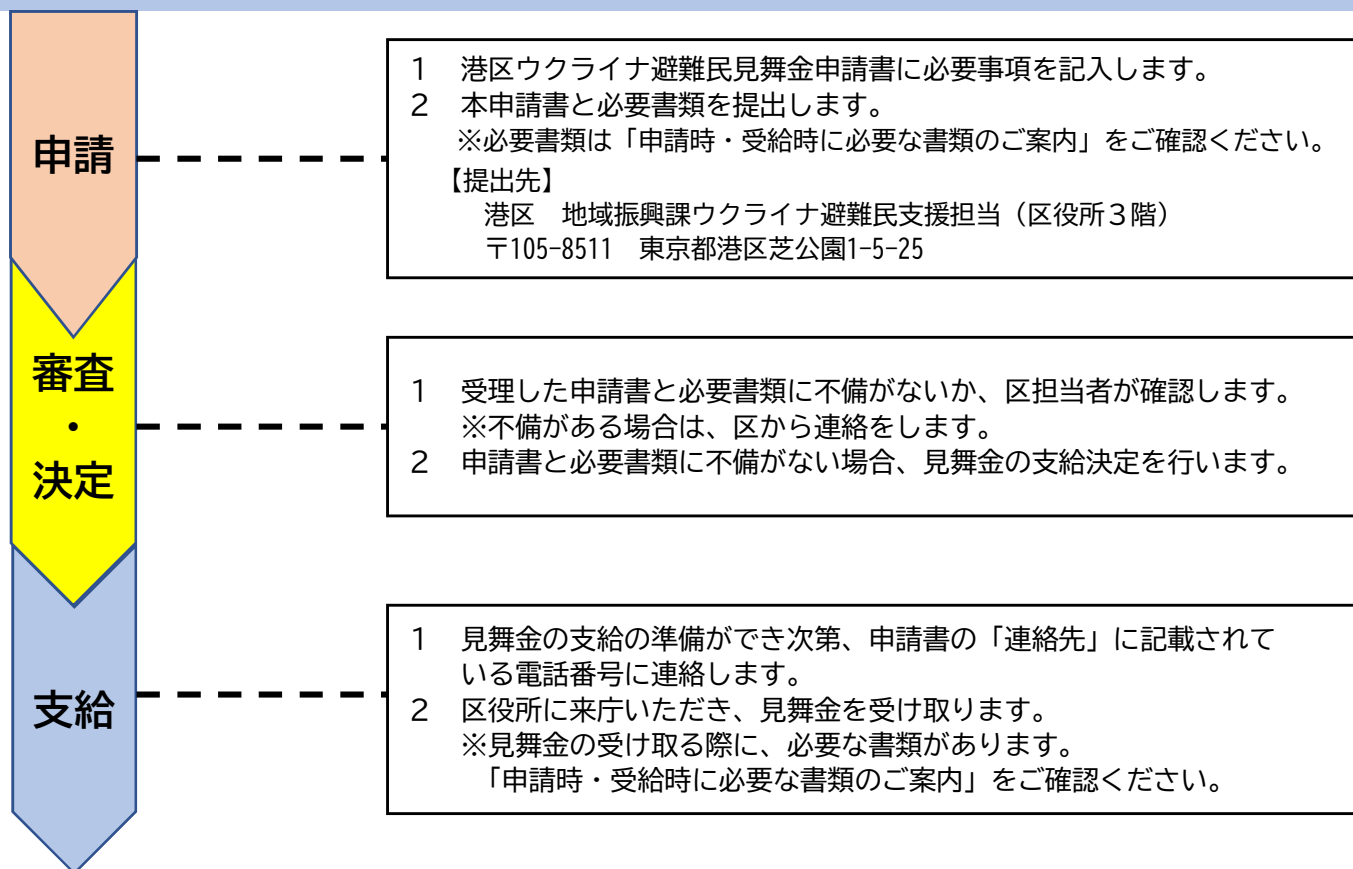 申請
1　港区ウクライナ避難民見舞金申請書に必要事項を記入します。
2　本申請書と必要書類を提出します。
※必要書類は「申請時・受給時に必要な書類のご案内」をご確認ください。
【提出先】
港区　地域振興課ウクライナ避難民支援担当（区役所３階）
〒105-8511　東京都港区芝公園1-5-25
審査
・
決定
1　受理した申請書と必要書類に不備がないか、区担当者が確認します。
※不備がある場合は、区から連絡をします。
2　申請書と必要書類に不備がない場合、見舞金の支給決定を行います。
支給
1　見舞金の支給の準備ができ次第、申請書の「連絡先」に記載されて
いる電話番号に連絡します。
2　区役所に来庁いただき、見舞金を受け取ります。
※見舞金の受け取る際に、必要な書類があります。
「申請時・受給時に必要な書類のご案内」をご確認ください。